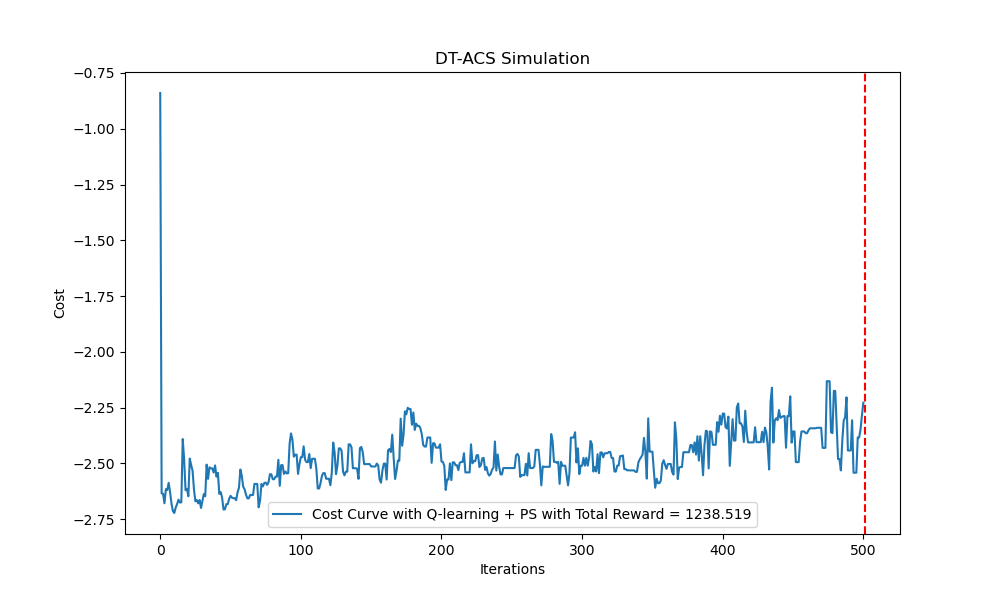 DT-ACS Simulation
Cost
−0.75
−1.00
−1.25
−1.50
−1.75
−2.00
−2.25
−2.50
−2.75
Cost Curve with Q-learning + PS with Total Reward = 1238.519
0 100 200 300 400 500
Iterations